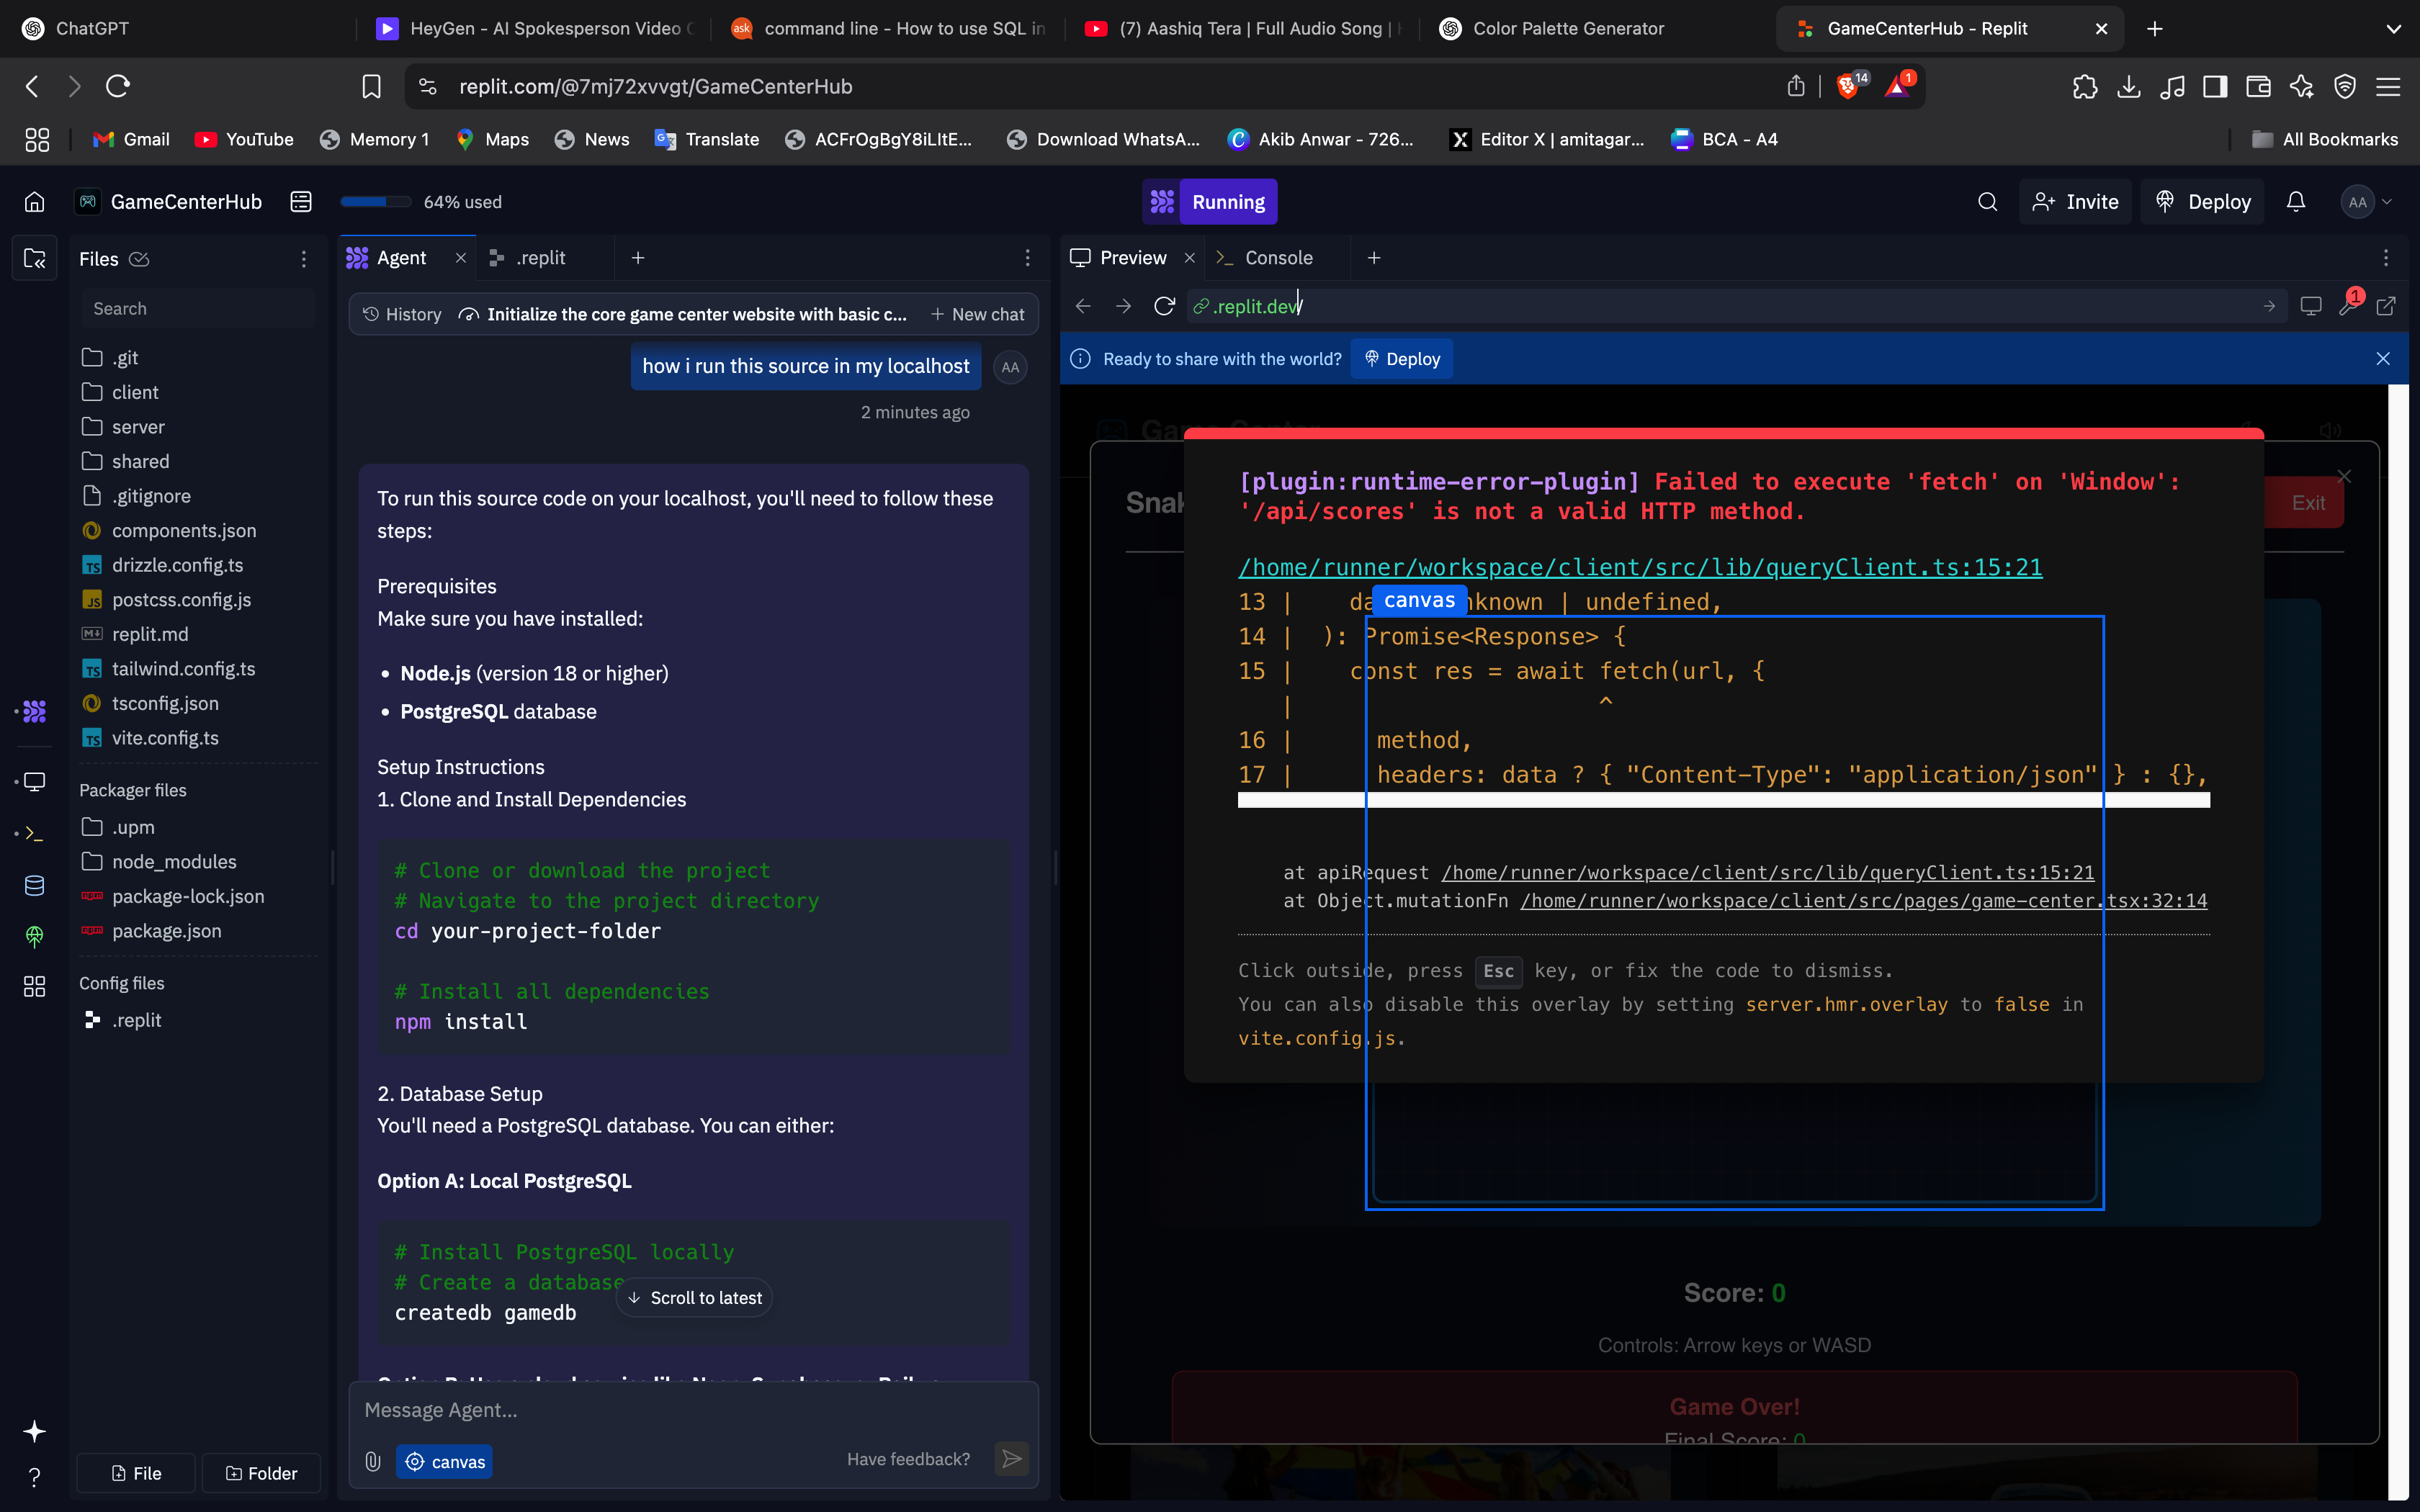 ChatGPT
HeyGen - AI Spokesperson Video C
command line - How to use SQL in
(7) Aashiq Tera | Full Audio Song |
Color Palette Generator
GameCenterHub - Replit
replit.com/@7mj72xvvgt/GameCenterHub
14
1
Gmail
YouTube
Memory 1
Maps
News
Translate
ACFrOgBgY8iLItE...
Download WhatsA...
Akib Anwar - 726...
Editor X | amitagar...
BCA - A4
All Bookmarks
GameCenterHub
64% used
Running
Invite
Deploy
AA
Files
Search
.git
client
server
shared
.gitignore
components.json
drizzle.config.ts
postcss.config.js
replit.md
tailwind.config.ts
tsconfig.json
vite.config.ts
Packager files
.upm
node_modules
package-lock.json
package.json
Config files
.replit
File
Folder
Agent
.replit
History
Initialize the core game center website with basic c...
New chat
how i run this source in my localhost
AA
2 minutes ago
To run this source code on your localhost, you'll need to follow these
steps:
Prerequisites
Make sure you have installed:
• Node.js (version 18 or higher)
• PostgreSQL database
Setup Instructions
1. Clone and Install Dependencies
# Clone or download the project
# Navigate to the project directory
cd your-project-folder
# Install all dependencies
npm install
2. Database Setup
You'll need a PostgreSQL database. You can either:
Option A: Local PostgreSQL
# Install PostgreSQL locally
# Create a database
createdb gamedb
Scroll to latest
Message Agent...
canvas
Have feedback?
Preview
Console
.replit.dev/
1
Ready to share with the world?
Deploy
Game Center
Exit
[plugin:runtime-error-plugin] Failed to execute 'fetch' on 'Window':
'/api/scores' is not a valid HTTP method.
/home/runner/workspace/client/src/lib/queryClient.ts:15:21
canvas
13 | | undefined,
14 | ): Promise<Response> {
15 | const res = await fetch(url, {
| ^
16 | method,
17 | headers: data ? { "Content-Type": "application/json" } : {},
at apiRequest /home/runner/workspace/client/src/lib/queryClient.ts:15:21
at Object.mutationFn /home/runner/workspace/client/src/pages/game-center.tsx:32:14
Click outside, press Esc key, or fix the code to dismiss.
You can also disable this overlay by setting server.hmr.overlay to false in
vite.config.js.
Score: 0
Controls: Arrow keys or WASD
Game Over!
Final Score: 0